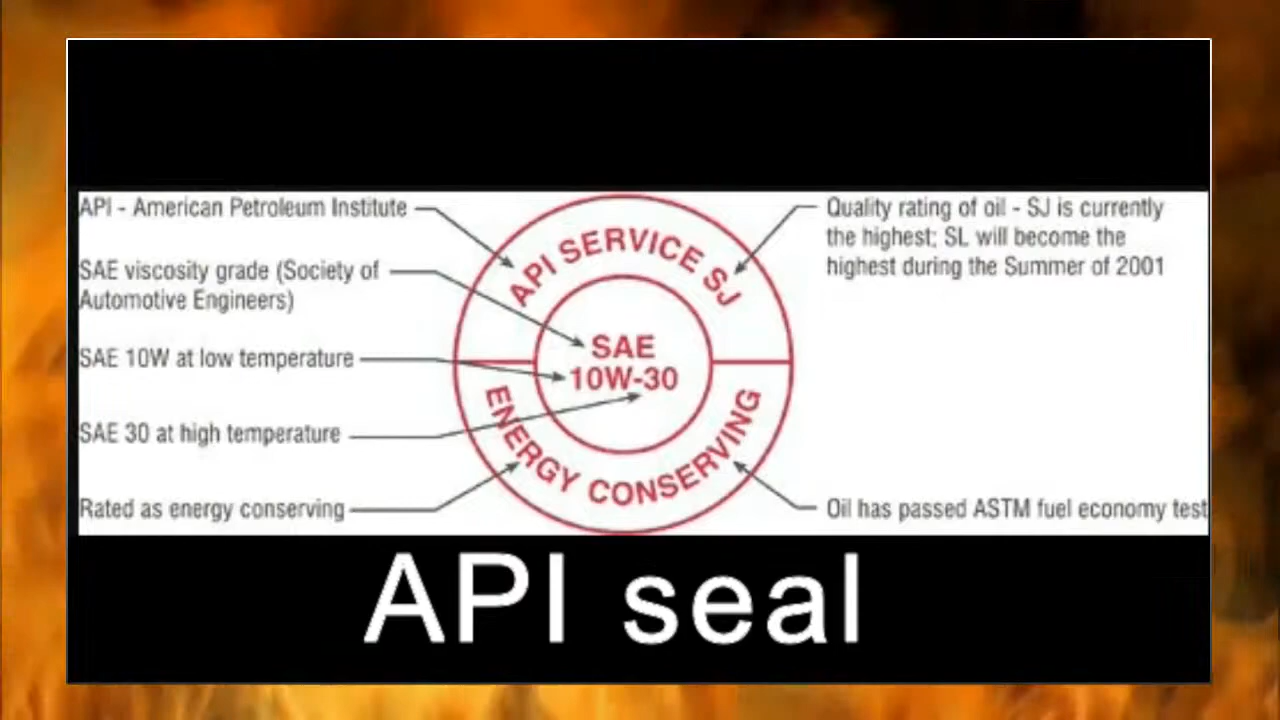 API - American Petroleum Institute
SAE viscosity grade (Society of
Automotive Engineers)
SAE 10W at low temperature
SAE 30 at high temperature
Rated as energy conserving
API SERVICE SJ
SAE
10W-30
ENERGY CONSERVING
Quality rating of oil - SJ is currently
the highest; SL will become the
highest during the Summer of 2001
Oil has passed ASTM fuel economy test
API seal